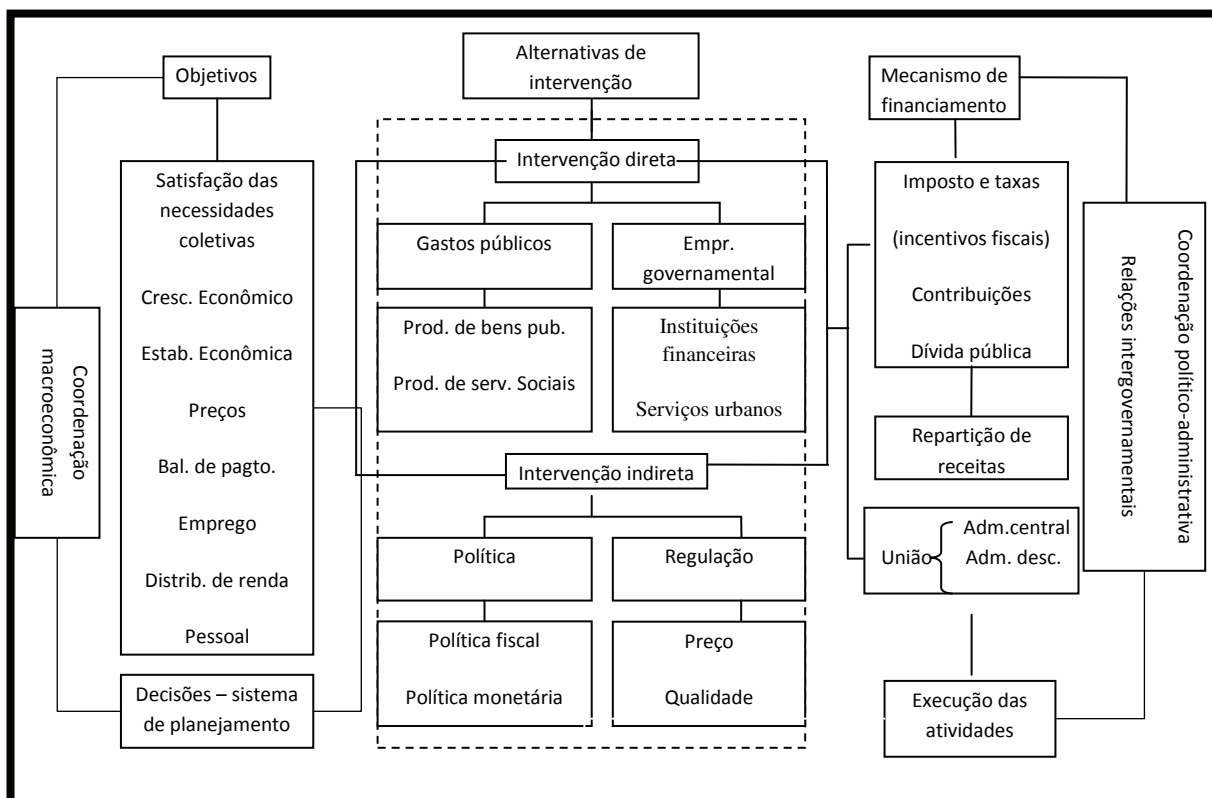 Objetivos
Satisfação das
necessidades
coletivas
Cresc. Econômico
Estab. Econômica
Preços
Bal. de pagto.
Emprego
Distrib. de renda
Pessoal
Decisões – sistema
de planejamento
Coordenação
macroeconômica
Alternativas de
intervenção
Intervenção direta
Gastos públicos
Prod. de bens pub.
Prod. de serv. Sociais
Empr.
governamental
Instituições
financeiras
Serviços urbanos
Intervenção indireta
Política
Política fiscal
Política monetária
Regulação
Preço
Qualidade
Mecanismo de
financiamento
Imposto e taxas
(incentivos fiscais)
Contribuições
Dívida pública
Repartição de
receitas
União
Adm.central
Adm. desc.
Execução das
atividades
Coordenação político-administrativa
Relações intergovernamentais